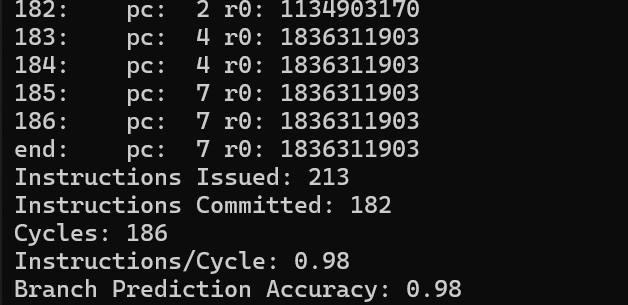 182:    pc:  2 r0: 1134903170
183:    pc:  4 r0: 1836311903
184:    pc:  4 r0: 1836311903
185:    pc:  7 r0: 1836311903
186:    pc:  7 r0: 1836311903
end:    pc:  7 r0: 1836311903
Instructions Issued: 213
Instructions Committed: 182
Cycles: 186
Instructions/Cycle: 0.98
Branch Prediction Accuracy: 0.98